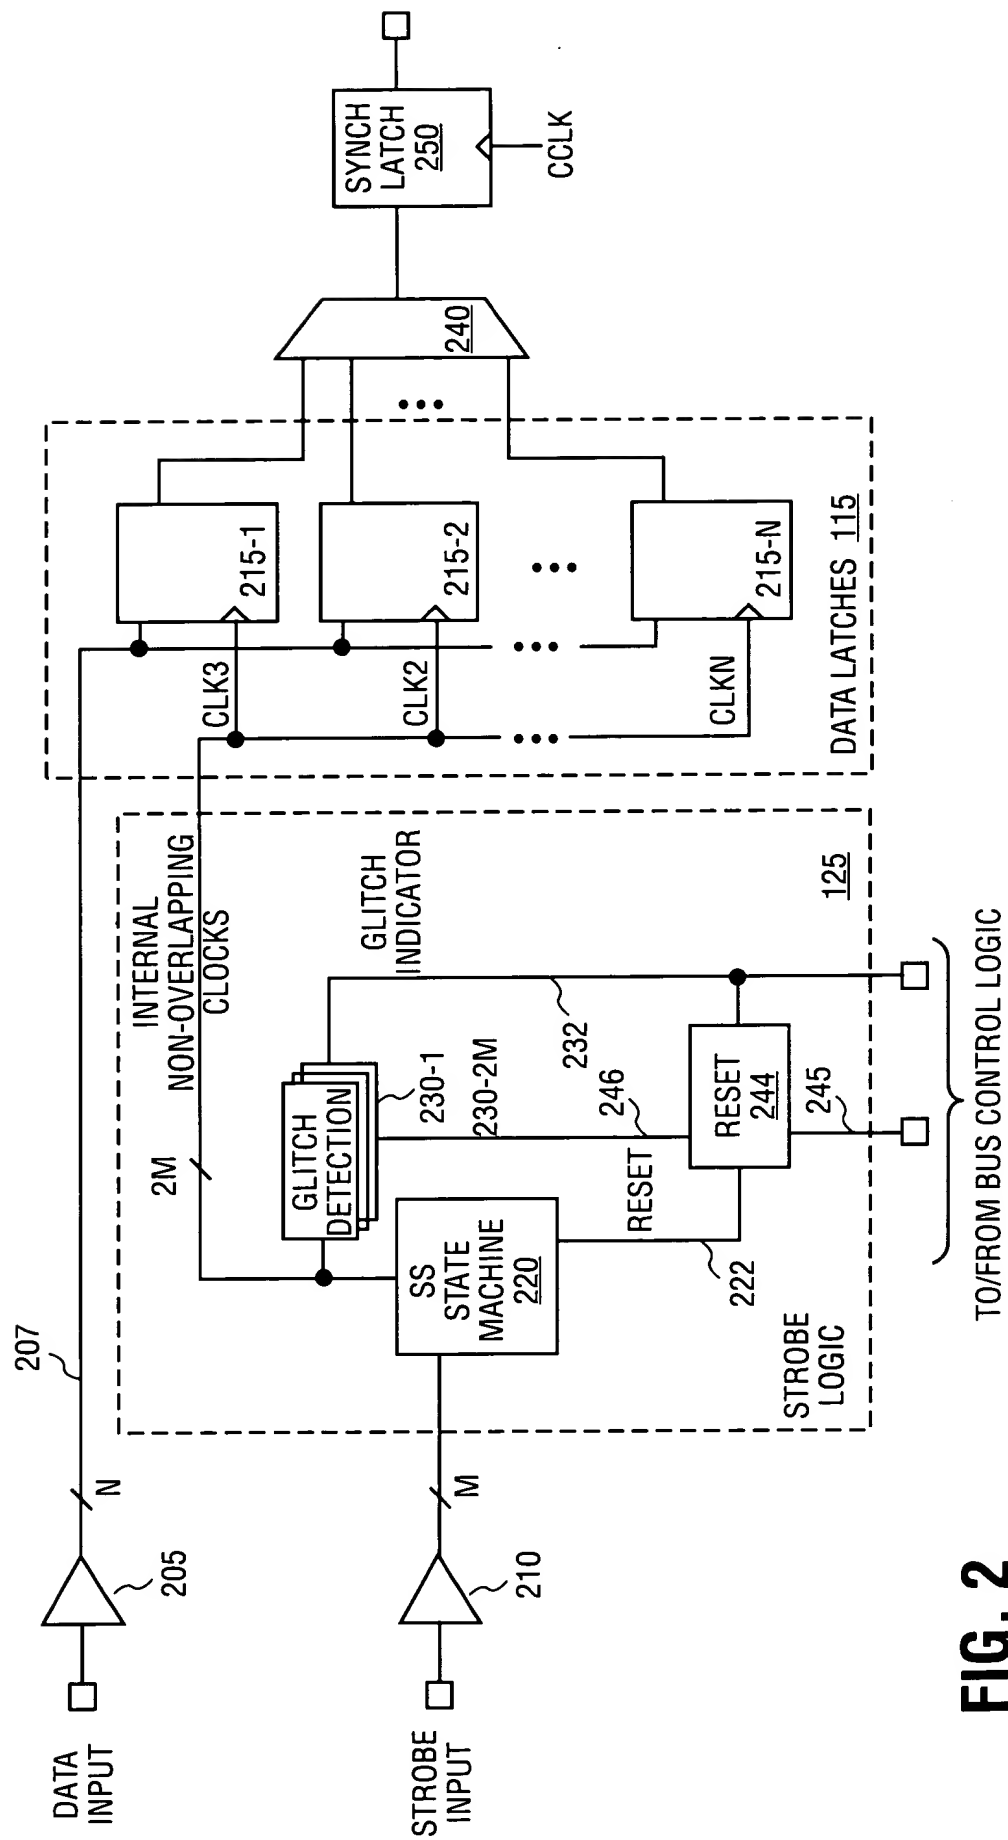 DATA
INPUT
205
207
N
STROBE
INPUT
210
M
STROBE
LOGIC
125
SS
STATE
MACHINE
220
222
2M
INTERNAL
NON-OVERLAPPING
CLOCKS
GLITCH
DETECTION
230-1
230-2M
GLITCH
INDICATOR
232
RESET
246
RESET
244
245
TO/FROM BUS CONTROL LOGIC
CLK3
215-1
CLK2
215-2
CLKN
215-N
DATA LATCHES 115
240
SYNCH
LATCH
250
CCLK
FIG. 2